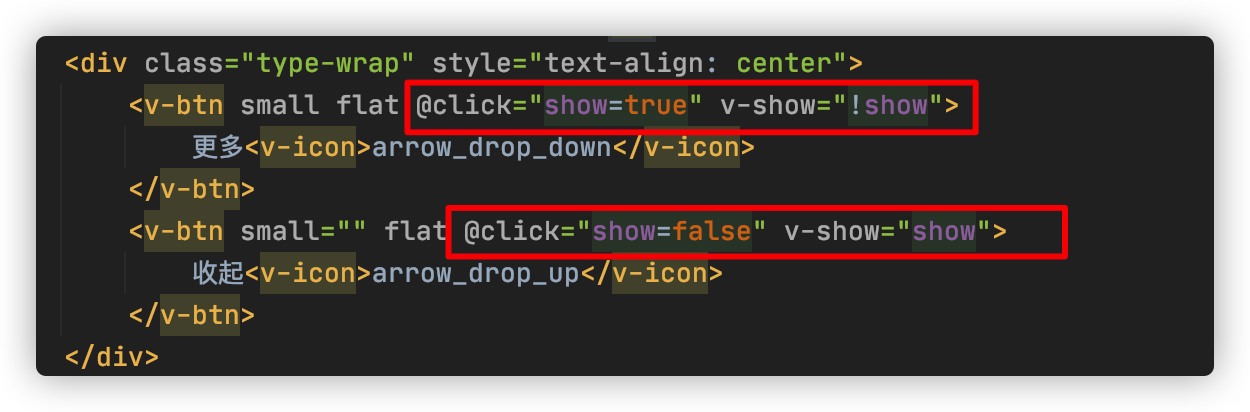 <div class="type-wrap" style="text-align: center">
<v-btn small flat @click="show=true" v-show="!show">
更多<v-icon>arrow_drop_down</v-icon>
</v-btn>
<v-btn small="" flat @click="show=false" v-show="show">
收起<v-icon>arrow_drop_up</v-icon>
</v-btn>
</div>